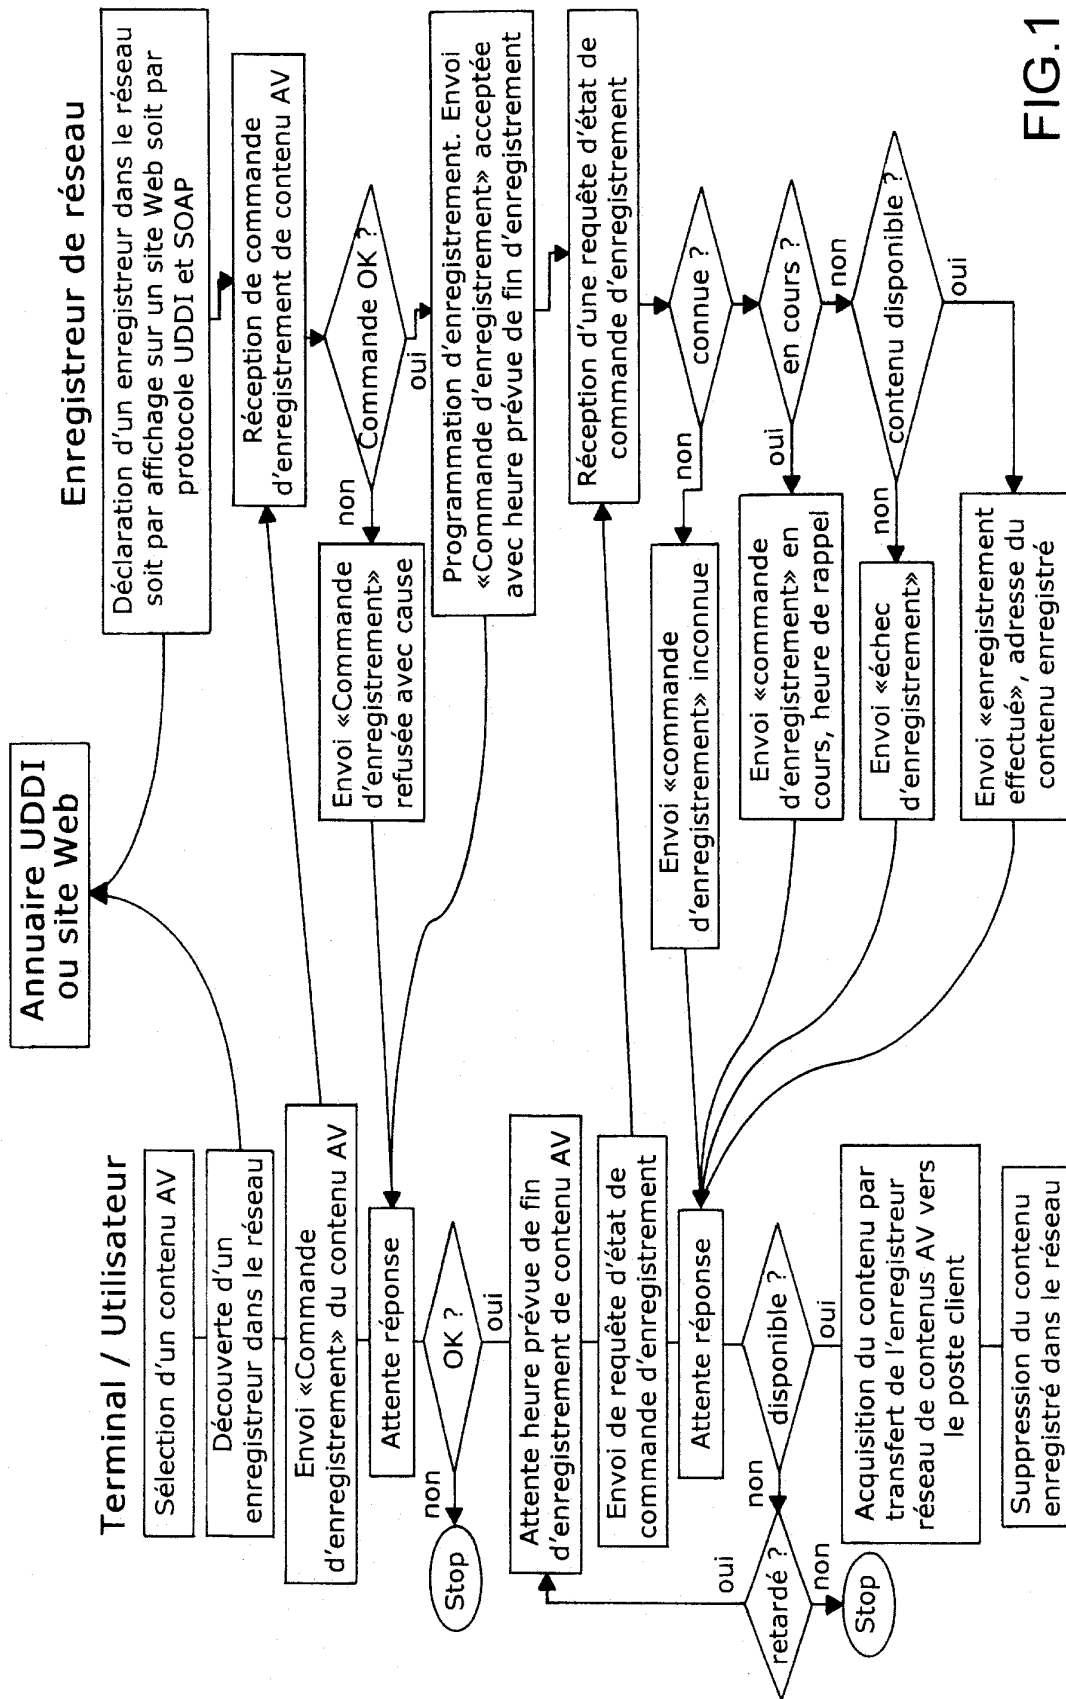 Annuaire UDDI
ou site Web
Terminal / Utilisateur
Sélection d'un contenu AV
Découverte d'un
enregistreur dans le réseau
Envoi «Commande
d'enregistrement» du contenu AV
Attente réponse
OK ?
non
oui
Stop
Attente heure prévue de fin
d'enregistrement de contenu AV
Envoi de requête d'état de
commande d'enregistrement
Attente réponse
disponible ?
non
oui
retardé ?
oui
non
Stop
Acquisition du contenu par
transfert de l'enregistreur
réseau de contenus AV vers
le poste client
Suppression du contenu
enregistré dans le réseau
Enregistreur de réseau
Déclaration d'un enregistreur dans le réseau
soit par affichage sur un site Web soit par
protocole UDDI et SOAP
Réception de commande
d'enregistrement de contenu AV
Commande OK ?
non
oui
Envoi «Commande
d'enregistrement»
refusée avec cause
Programmation d'enregistrement. Envoi
«Commande d'enregistrement» acceptée
avec heure prévue de fin d'enregistrement
Réception d'une requête d'état de
commande d'enregistrement
connue ?
non
Envoi «commande
d'enregistrement» inconnue
en cours ?
oui
non
Envoi «commande
d'enregistrement» en
cours, heure de rappel
contenu disponible ?
non
oui
Envoi «échec
d'enregistrement»
Envoi «enregistrement
effectué», adresse du
contenu enregistré
FIG.1